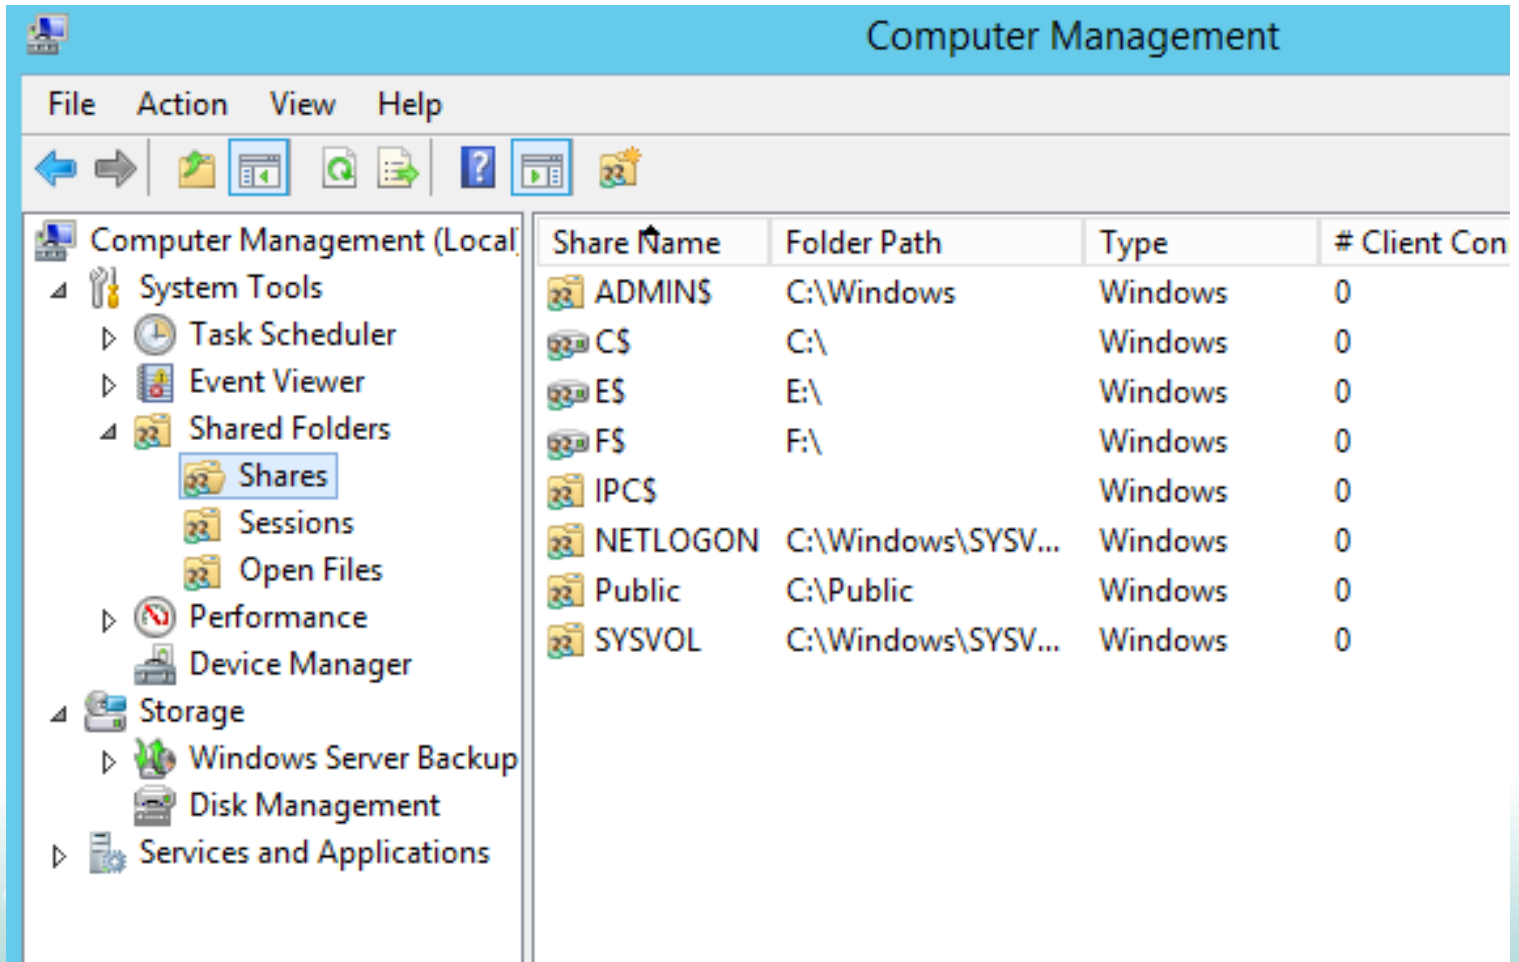 Computer Management
File Action View Help
Computer Management (Local)
System Tools
Task Scheduler
Event Viewer
Shared Folders
Shares
Sessions
Open Files
Performance
Device Manager
Storage
Windows Server Backup
Disk Management
Services and Applications
Share Name Folder Path Type # Client Con
ADMIN$ C:\Windows Windows 0
C$ C:\ Windows 0
E$ E:\ Windows 0
F$ F:\ Windows 0
IPC$ Windows 0
NETLOGON C:\Windows\SYSV... Windows 0
Public C:\Public Windows 0
SYSVOL C:\Windows\SYSV... Windows 0